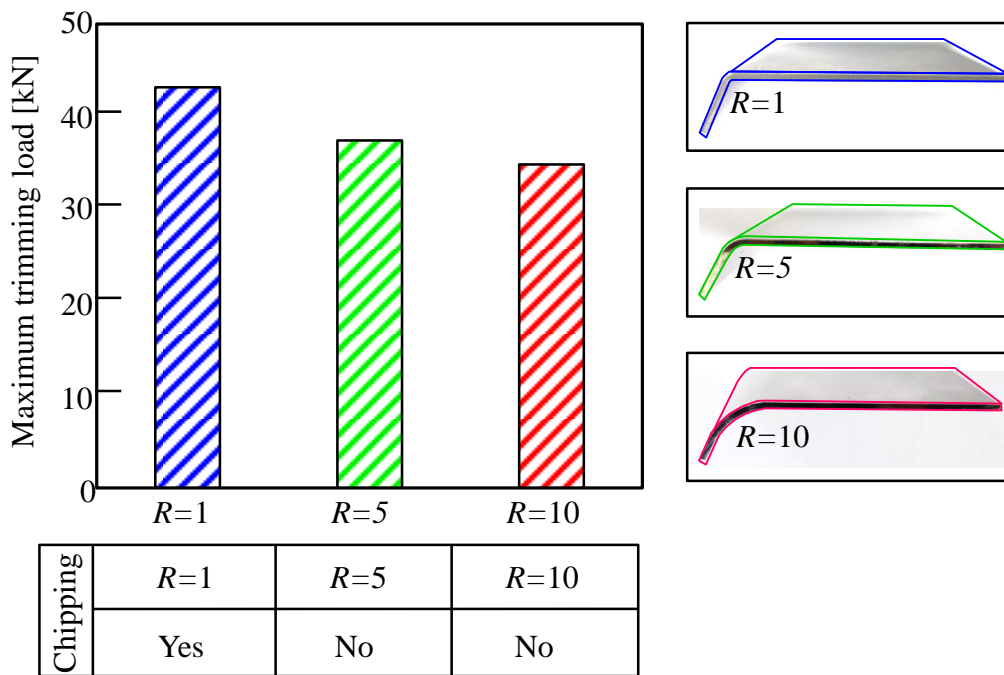 Maximum trimming load [kN]
50
40
30
20
10
0
R=1 R=5 R=10
Chipping
R=1 R=5 R=10
Yes No No
R=1
R=5
R=10